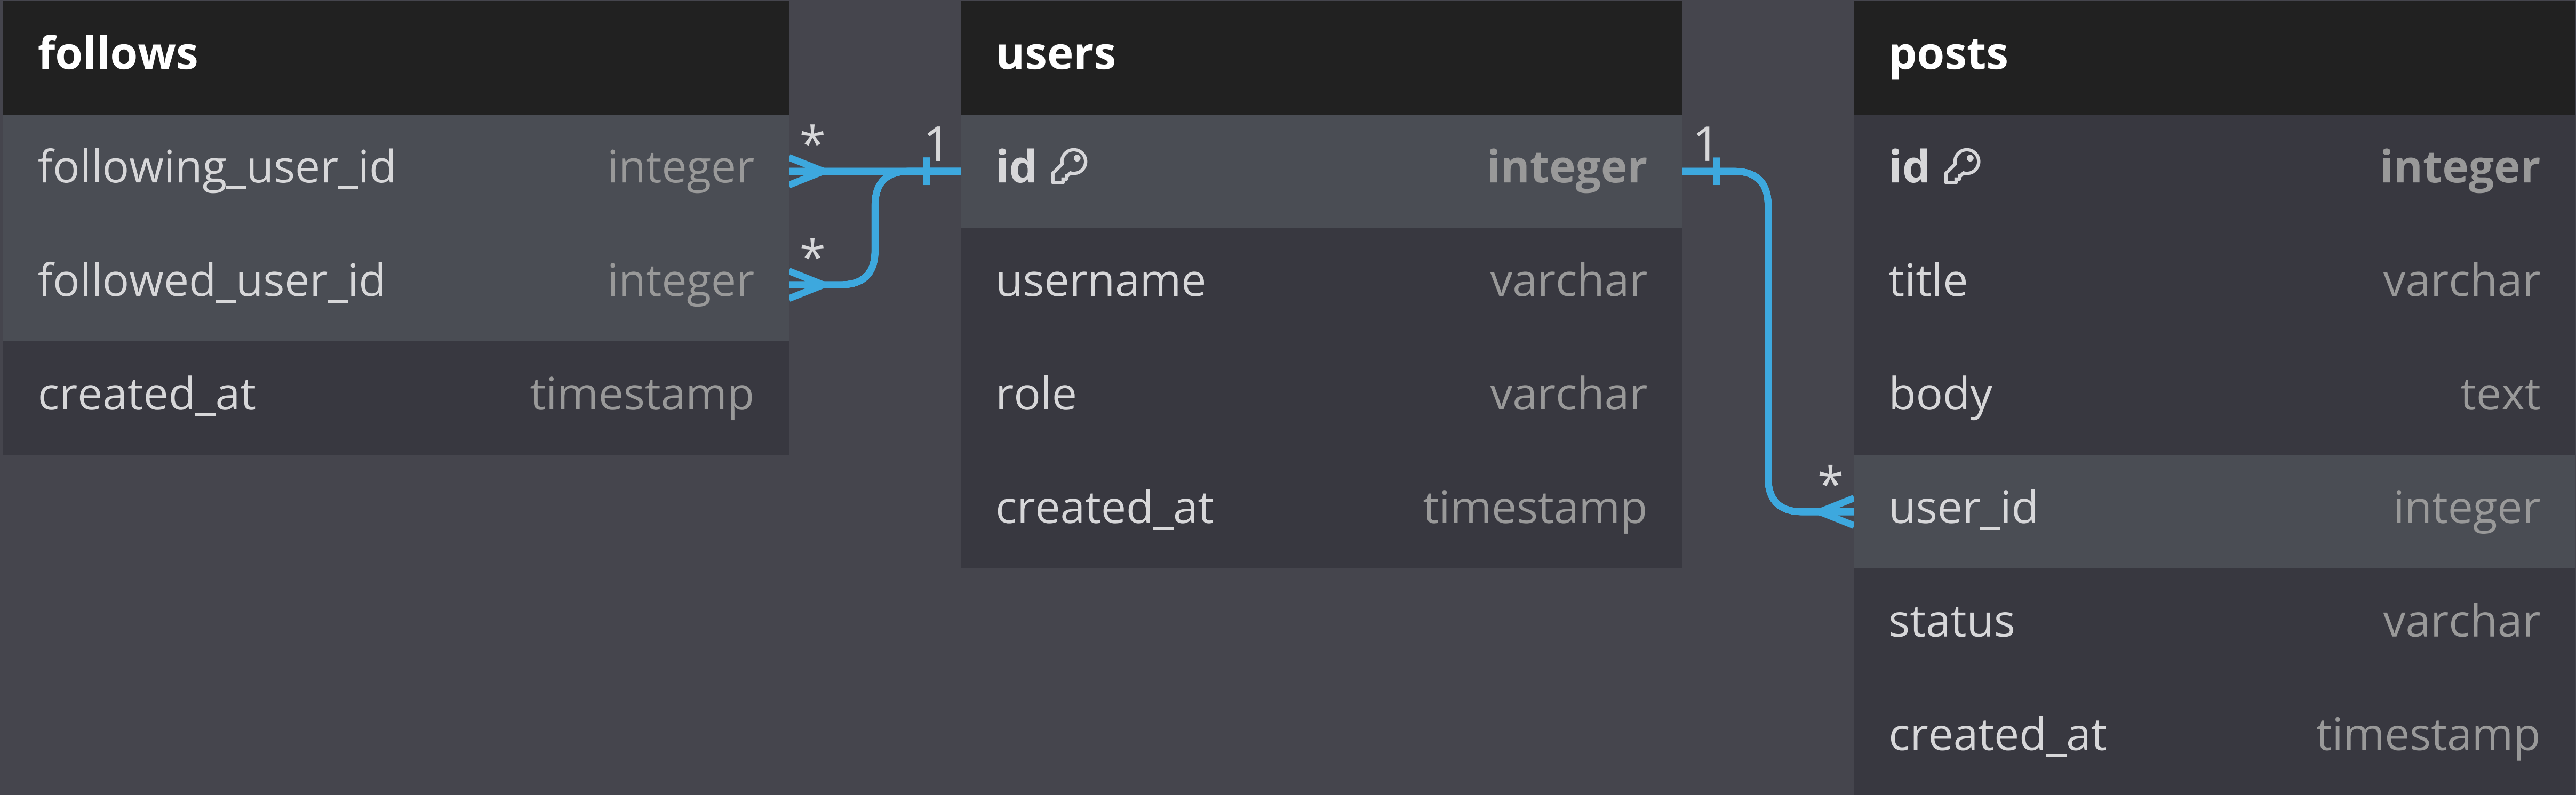 follows
following_user_id integer
followed_user_id integer
created_at timestamp
* 1
*
users
id integer
username varchar
role varchar
created_at timestamp
1
*
posts
id integer
title varchar
body text
user_id integer
status varchar
created_at timestamp